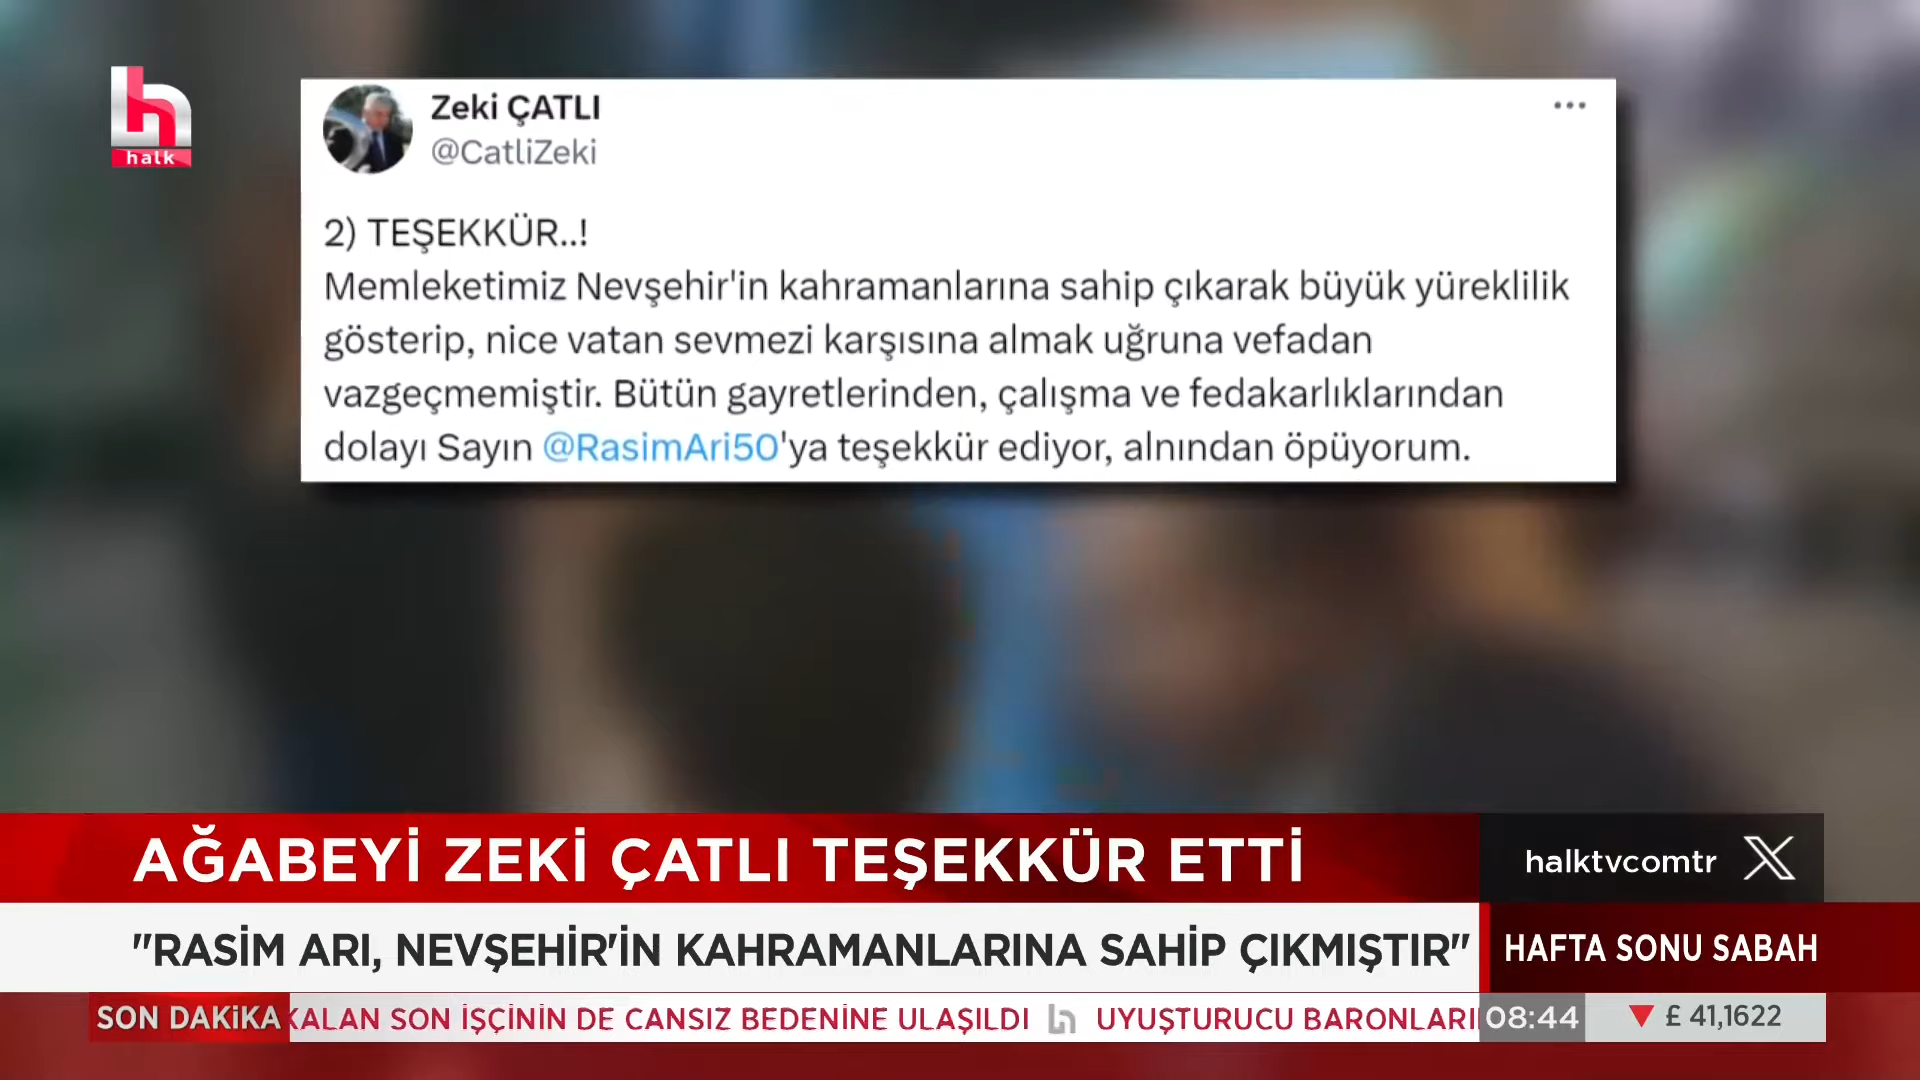 h
halk
Zeki ÇATLI
@CatliZeki
2) TEŞEKKÜR..!
Memleketimiz Nevşehir'in kahramanlarına sahip çıkarak büyük yüreklilik
gösterip, nice vatan sevmezi karşısına almak uğruna vefadan
vazgeçmemiştir. Bütün gayretlerinden, çalışma ve fedakarlıklarından
dolayı Sayın @RasimAri50'ya teşekkür ediyor, alnından öpüyorum.
AĞABEYİ ZEKİ ÇATLI TEŞEKKÜR ETTİ
halktvcomtr X
"RASİM ARI, NEVŞEHİR'İN KAHRAMANLARINA SAHİP ÇIKMIŞTIR"
HAFTA SONU SABAH
SON DAKİKA KALAN SON İŞÇİNİN DE CANSIZ BEDENİNE ULAŞILDI h UYUŞTURUCU BARONLARI 08:44 ▼ £ 41,1622